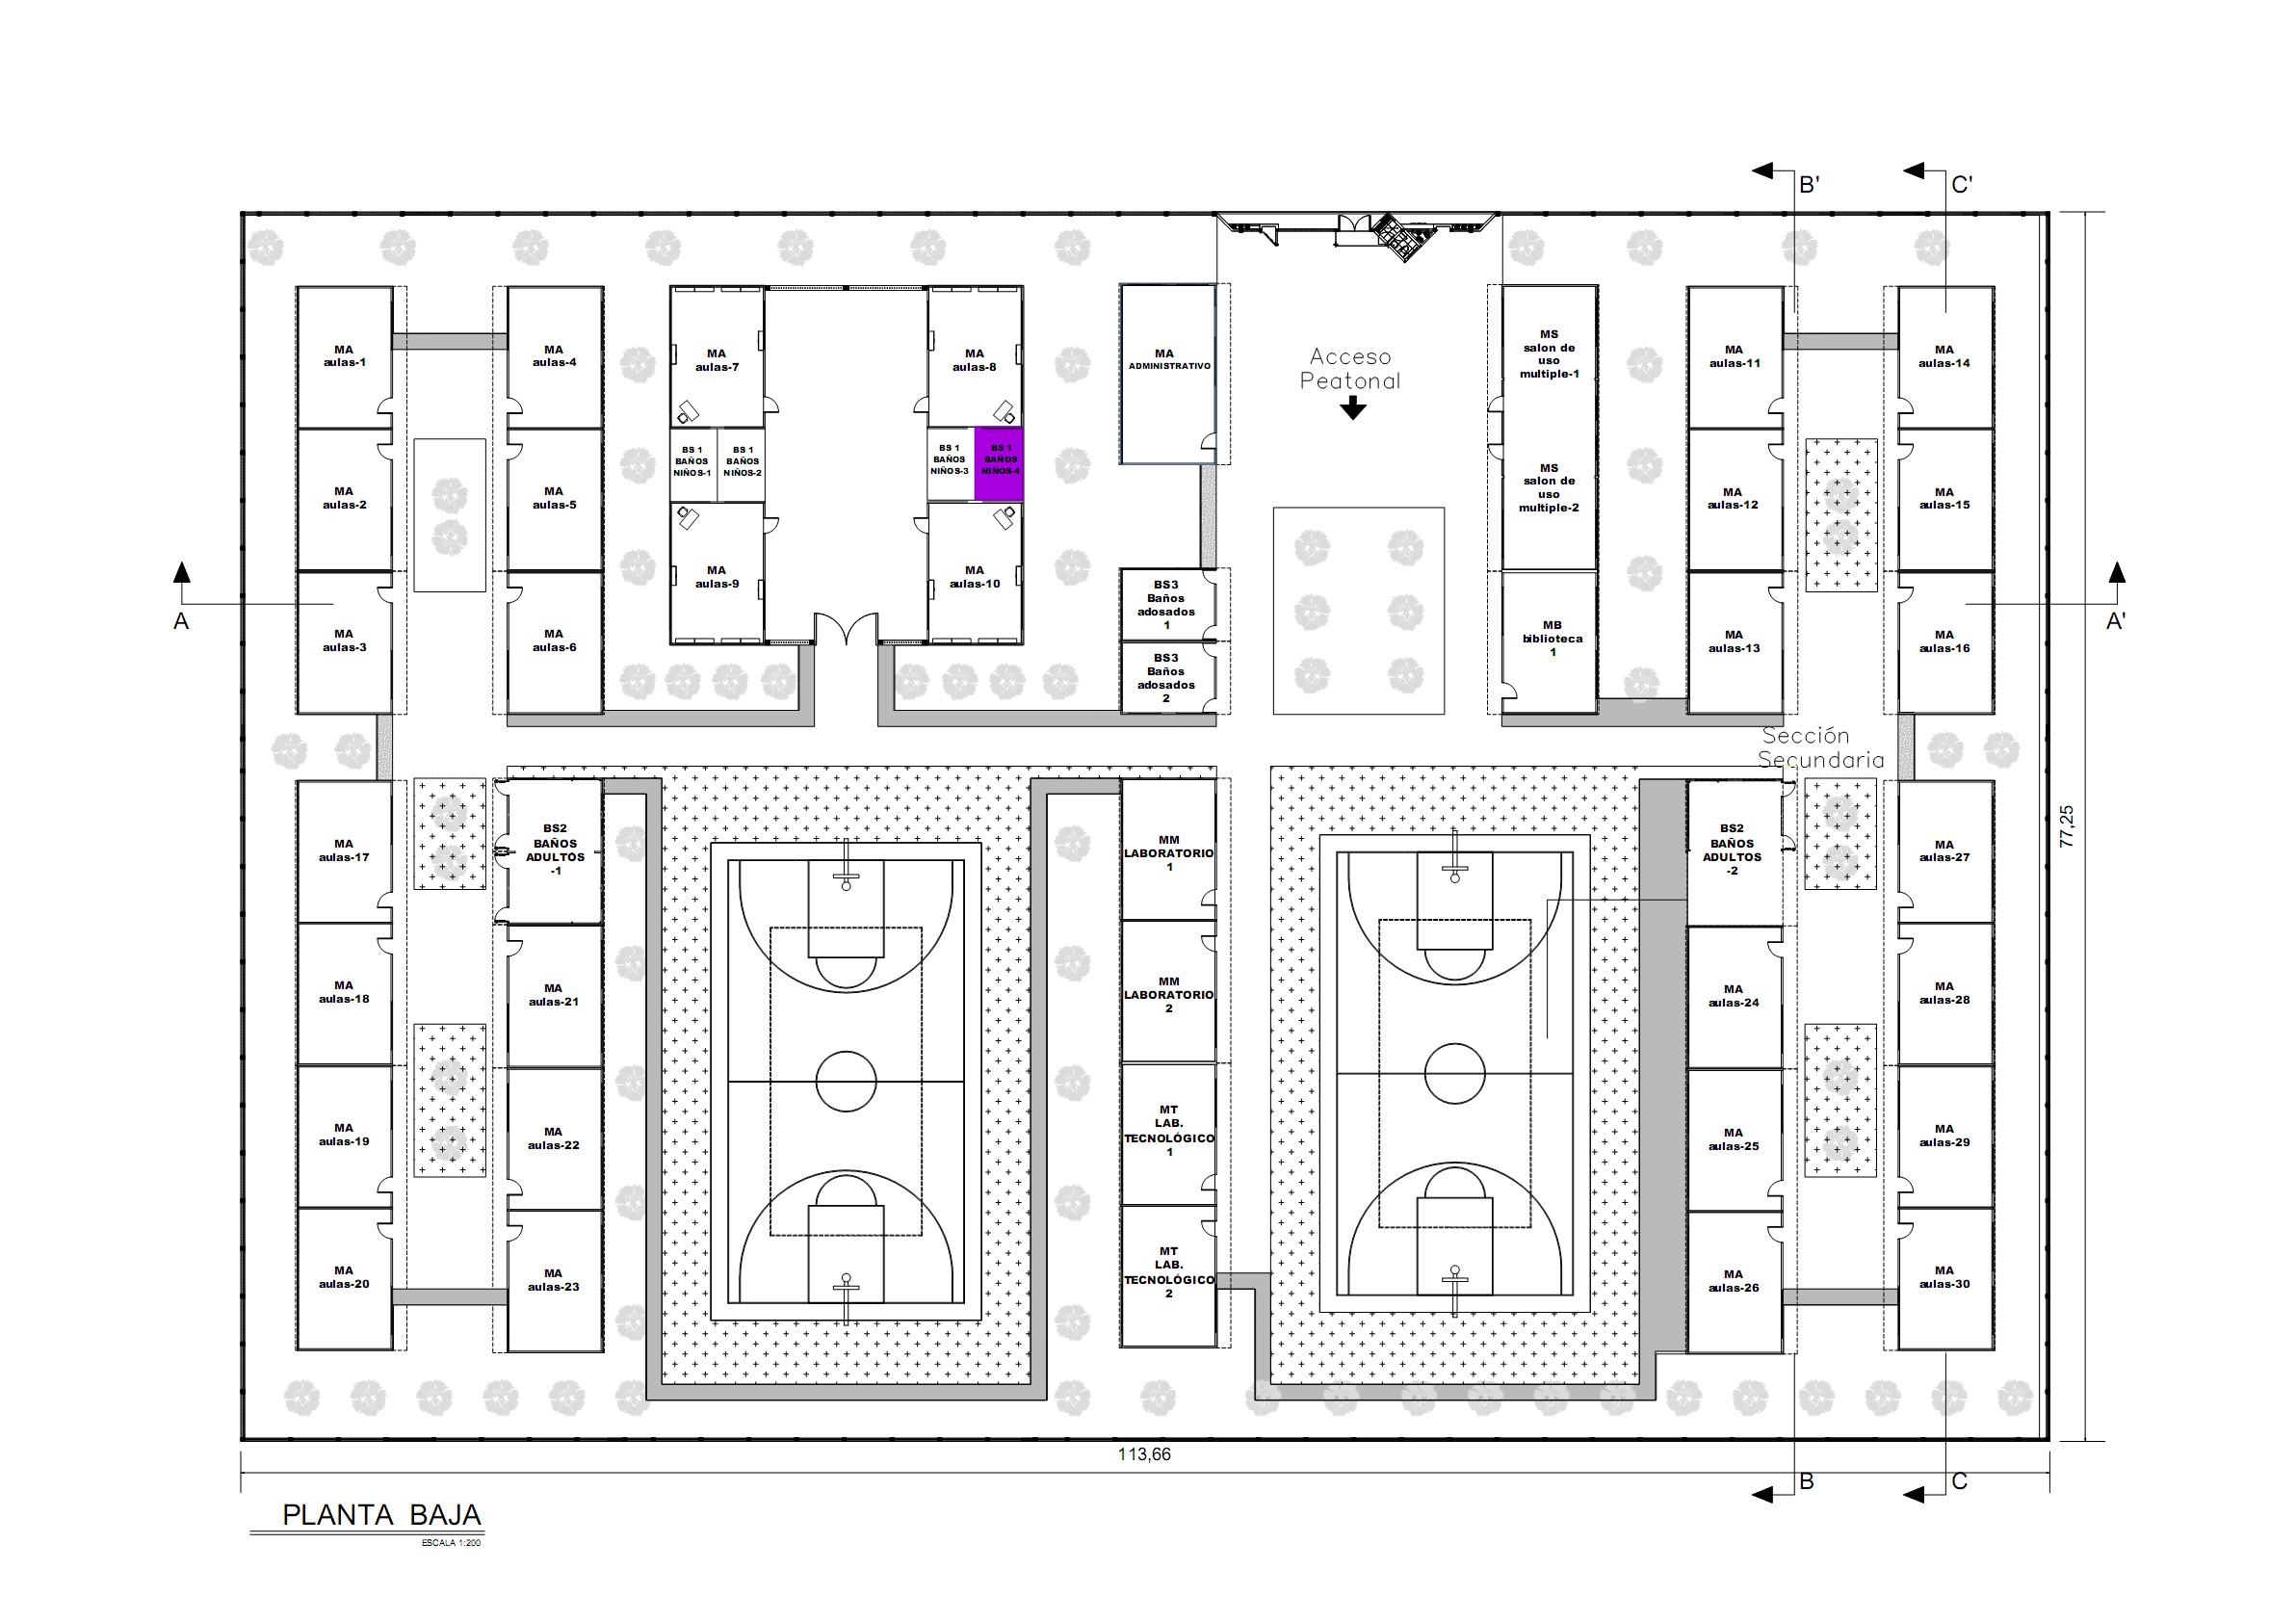 B'
C'
MA
aulas-1
MA
aulas-4
MA
aulas-7
MA
aulas-8
MA
ADMINISTRATIVO
Acceso
Peatonal
MS
salon de
uso
multiple-1
MA
aulas-11
MA
aulas-14
BS 1
BAÑOS
NIÑOS-1
BS 1
BAÑOS
NIÑOS-2
BS 1
BAÑOS
NIÑOS-3
BS 1
BAÑOS
NIÑOS-4
MA
aulas-2
MA
aulas-5
MS
salon de
uso
multiple-2
MA
aulas-12
MA
aulas-15
MA
aulas-9
MA
aulas-10
BS3
Baños
adosados
1
A
A'
MA
aulas-3
MA
aulas-6
MB
biblioteca
1
MA
aulas-13
MA
aulas-16
BS3
Baños
adosados
2
Sección
Secundaria
MA
aulas-17
BS2
BAÑOS
ADULTOS
-1
MM
LABORATORIO
1
BS2
BAÑOS
ADULTOS
-2
MA
aulas-27
77,25
MA
aulas-18
MA
aulas-21
MM
LABORATORIO
2
MA
aulas-24
MA
aulas-28
MA
aulas-19
MA
aulas-22
MT
LAB.
TECNOLÓGICO
1
MA
aulas-25
MA
aulas-29
MA
aulas-20
MA
aulas-23
MT
LAB.
TECNOLÓGICO
2
MA
aulas-26
MA
aulas-30
113,66
B
C
PLANTA BAJA
ESCALA 1:200